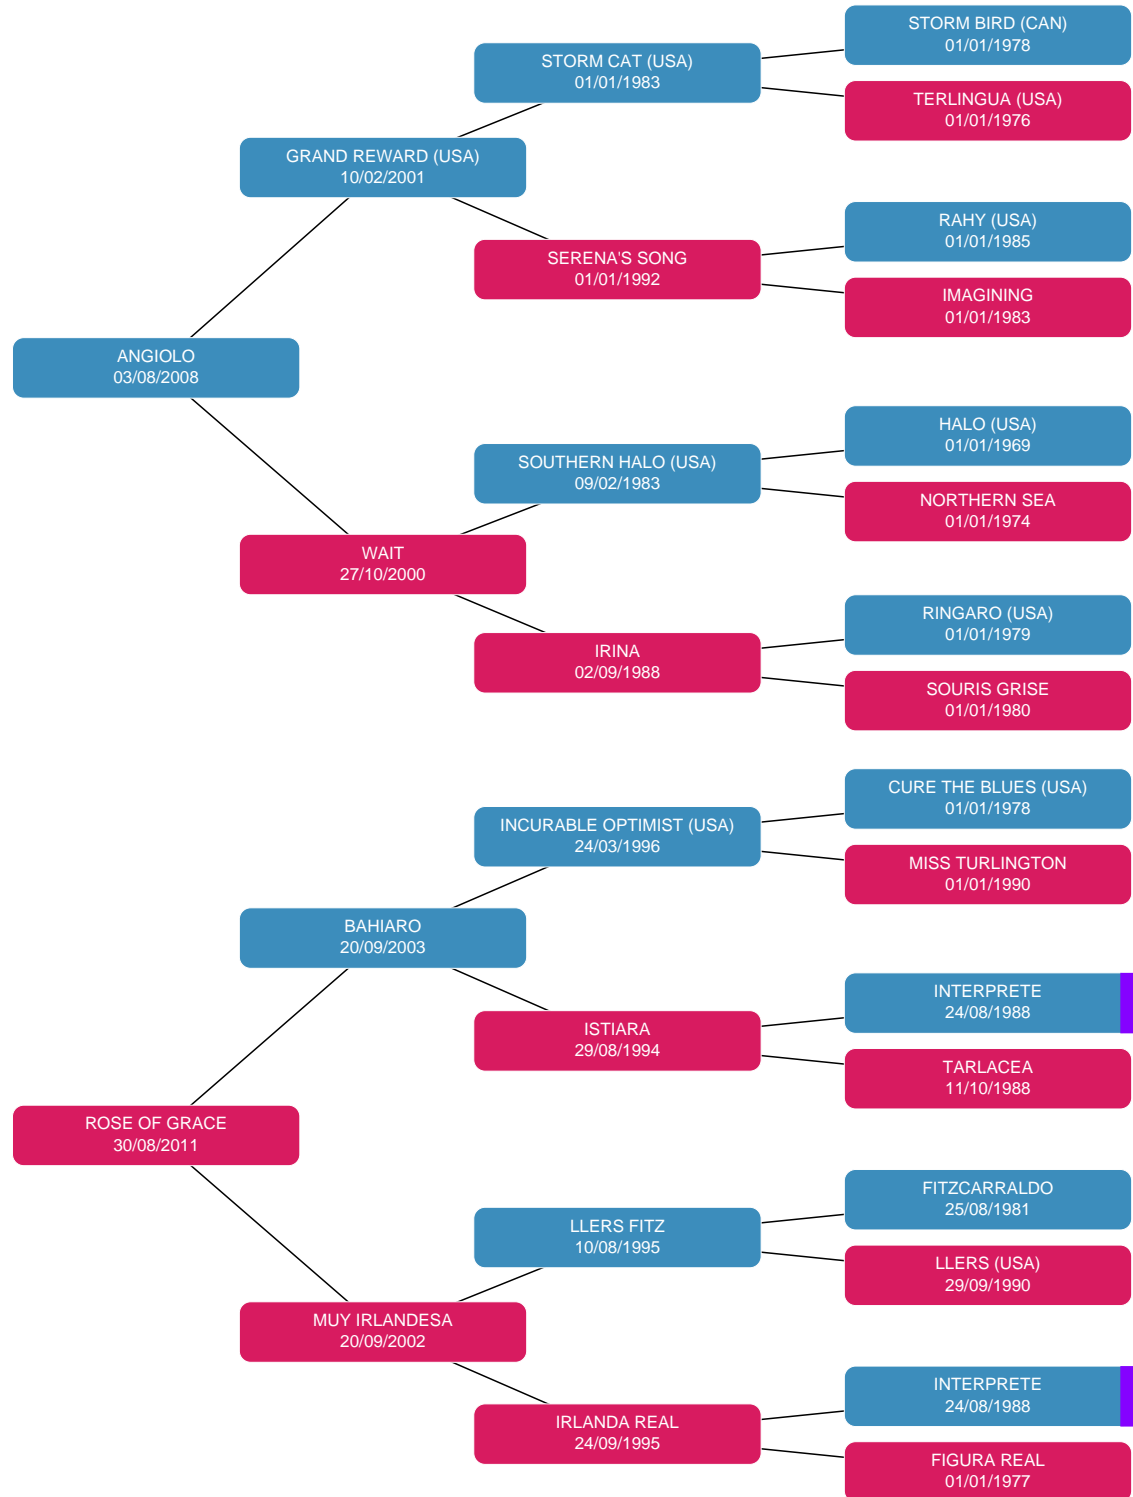 STORM BIRD (CAN)
01/01/1978
STORM CAT (USA)
01/01/1983
TERLINGUA (USA)
01/01/1976
GRAND REWARD (USA)
10/02/2001
RAHY (USA)
01/01/1985
SERENA'S SONG
01/01/1992
IMAGINING
01/01/1983
ANGIOLO
03/08/2008
HALO (USA)
01/01/1969
SOUTHERN HALO (USA)
09/02/1983
NORTHERN SEA
01/01/1974
WAIT
27/10/2000
RINGARO (USA)
01/01/1979
IRINA
02/09/1988
SOURIS GRISE
01/01/1980
CURE THE BLUES (USA)
01/01/1978
INCURABLE OPTIMIST (USA)
24/03/1996
MISS TURLINGTON
01/01/1990
BAHIARO
20/09/2003
INTERPRETE
24/08/1988
ISTIARA
29/08/1994
TARLACEA
11/10/1988
ROSE OF GRACE
30/08/2011
FITZCARRALDO
25/08/1981
LLERS FITZ
10/08/1995
LLERS (USA)
29/09/1990
MUY IRLANDESA
20/09/2002
INTERPRETE
24/08/1988
IRLANDA REAL
24/09/1995
FIGURA REAL
01/01/1977